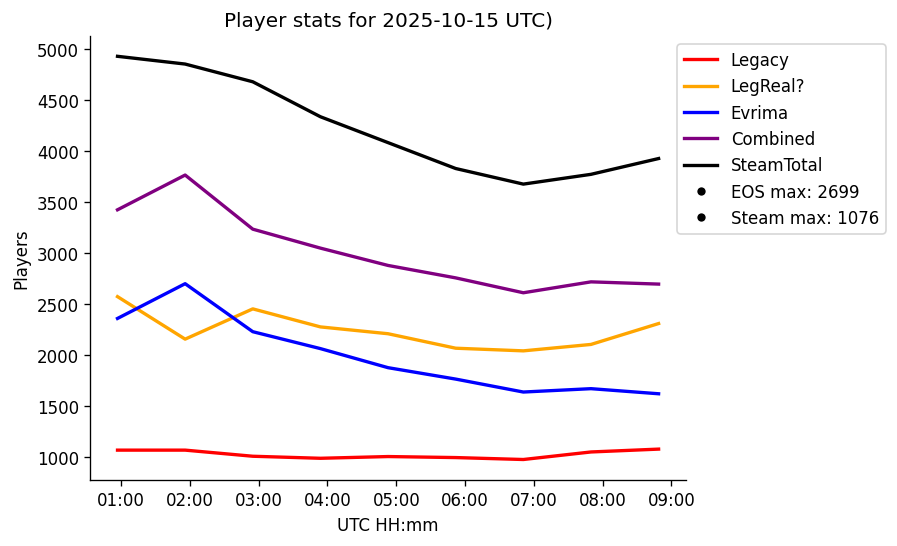 Player stats for 2025-10-15 UTC)
Legacy
LegReal?
Evrima
Combined
SteamTotal
EOS max: 2699
Steam max: 1076
Players
5000
4500
4000
3500
3000
2500
2000
1500
1000
01:00 02:00 03:00 04:00 05:00 06:00 07:00 08:00 09:00
UTC HH:mm